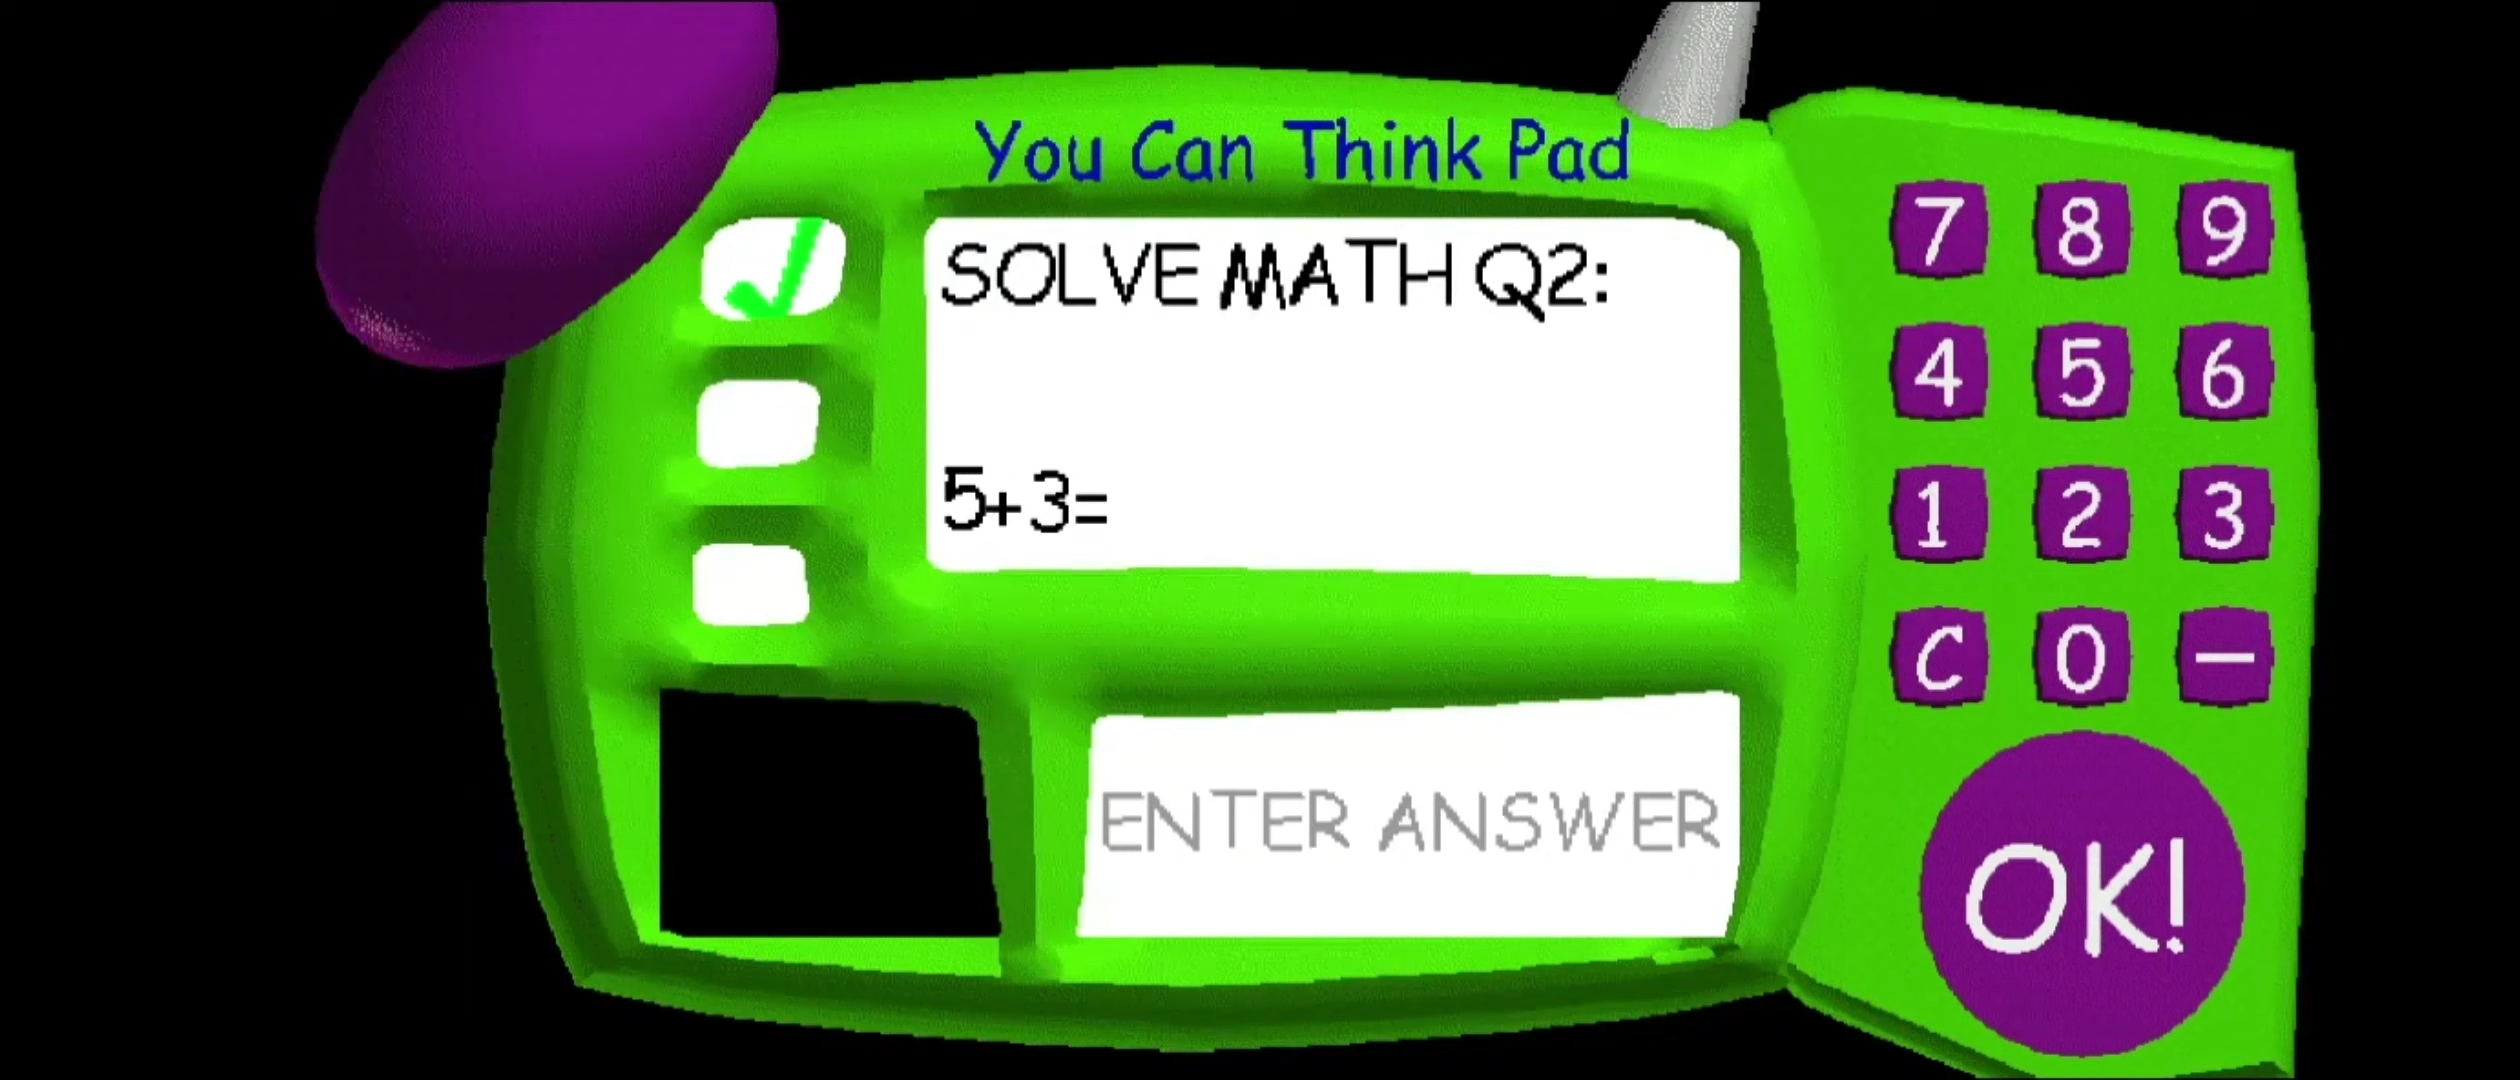 You Can Think Pad
SOLVE MATH Q2:
5+3=
ENTER ANSWER
7 8 9
4 5 6
1 2 3
C 0 —
OK!